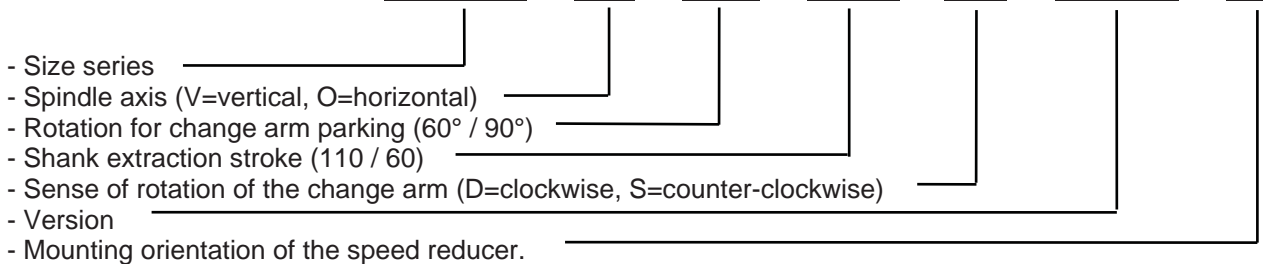 - Size series
- Spindle axis (V=vertical, O=horizontal)
- Rotation for change arm parking (60° / 90°)
- Shank extraction stroke (110 / 60)
- Sense of rotation of the change arm (D=clockwise, S=counter-clockwise)
- Version
- Mounting orientation of the speed reducer.